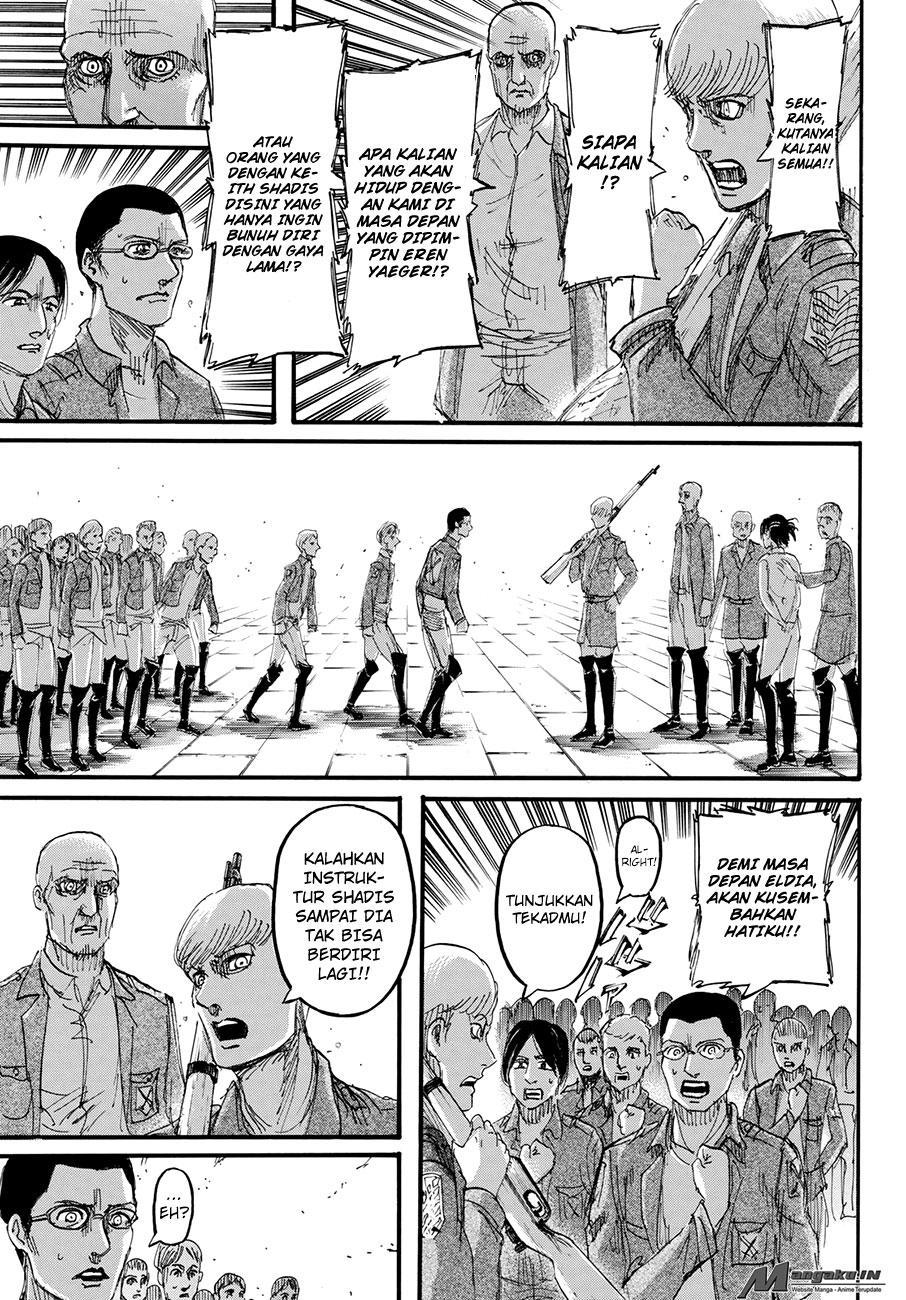 SEKA-
RANG,
KUTANYA
KALIAN
SEMUA!!
SIAPA
KALIAN
!?
APA KALIAN
YANG AKAN
HIDUP DENG-
AN KAMI DI
MASA DEPAN
YANG DIPIM-
PIN EREN
YAEGER!?
ATAU
ORANG YANG
DENGAN KE-
ITH SHADIS
DISINI YANG
HANYA INGIN
BUNUH DIRI
DENGAN GAYA
LAMA!?
DEMI MASA
DEPAN ELDIA,
AKAN KUSEM-
BAHKAN
HATIKU!!
AL-
RIGHT!
TUNJUKKAN
TEKADMU!
KALAHKAN
INSTRUK-
TUR SHADIS
SAMPAI DIA
TAK BISA
BERDIRI
LAGI!!
...
EH?
Mangaku.IN
Website Manga - Anime Terupdate